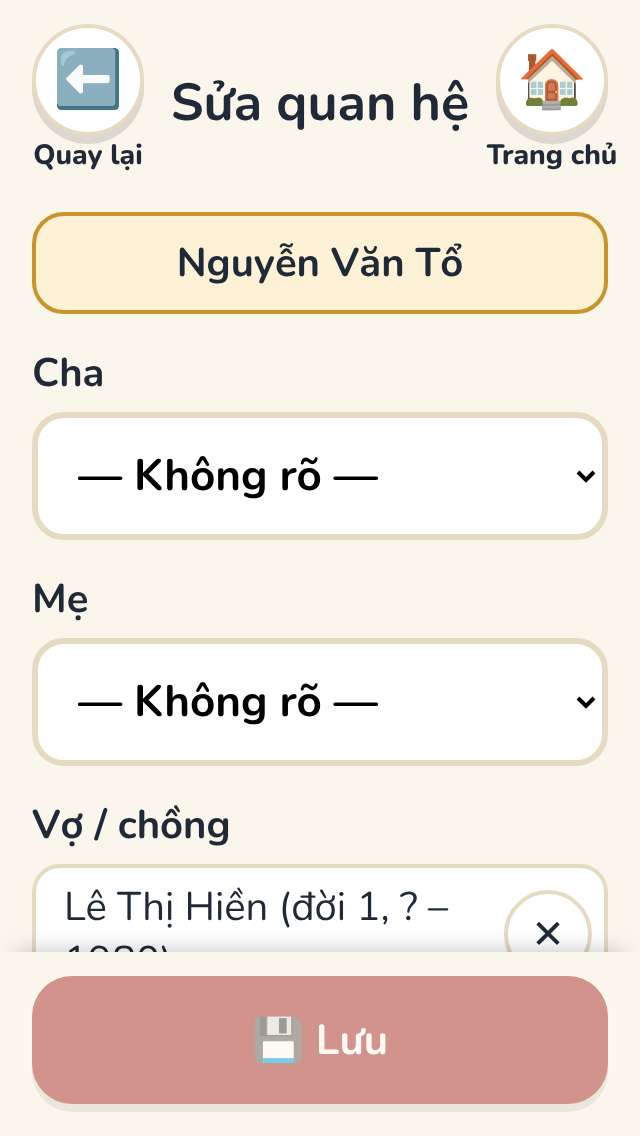 Sửa quan hệ
Quay lại
Trang chủ
Nguyễn Văn Tổ
Cha
— Không rõ —
Mẹ
— Không rõ —
Vợ / chồng
Lê Thị Hiền (đời 1, ? –
✕
Lưu